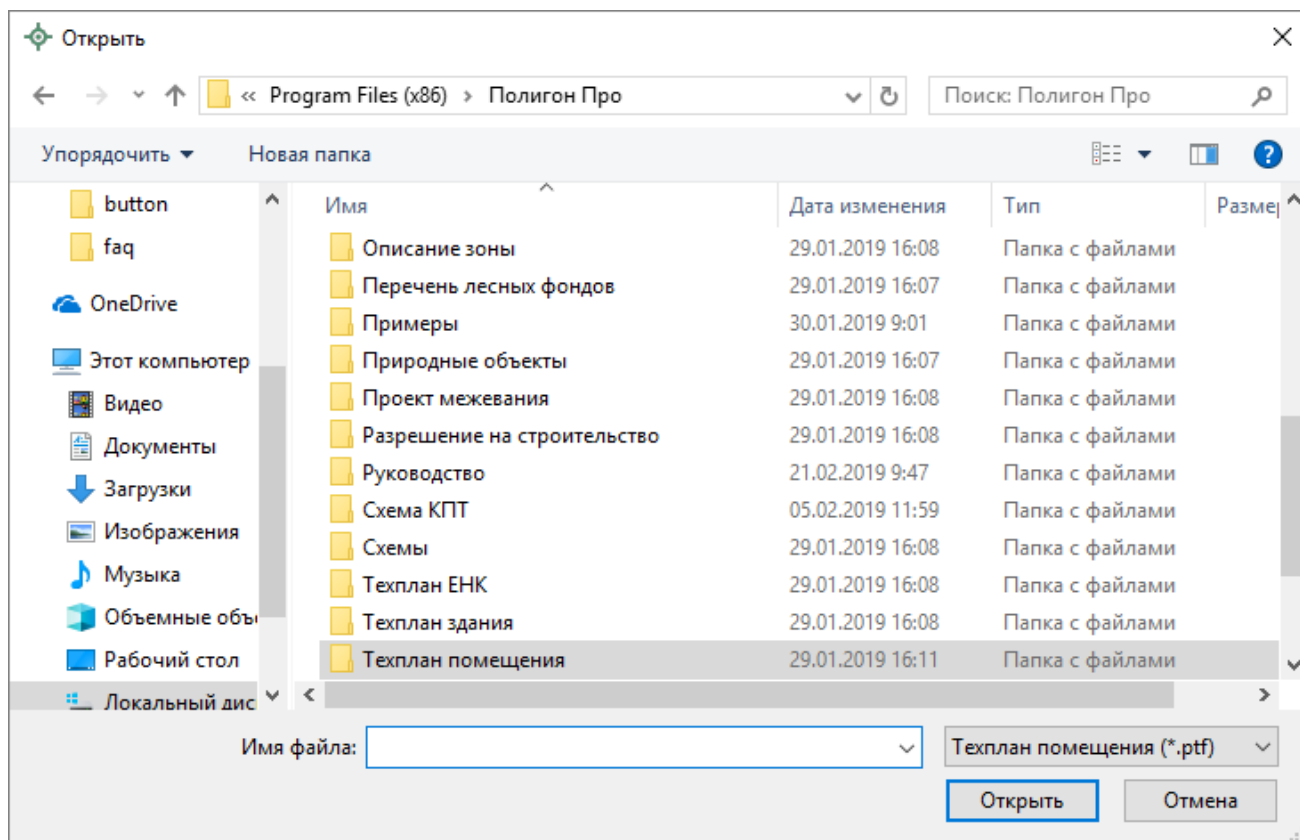 Открыть
« Program Files (x86) > Полигон Про
Поиск: Полигон Про
Упорядочить
Новая папка
button
faq
OneDrive
Этот компьютер
Видео
Документы
Загрузки
Изображения
Музыка
Объемные объ
Рабочий стол
Локальный дис
Имя Дата изменения Тип Размер
Описание зоны 29.01.2019 16:08 Папка с файлами
Перечень лесных фондов 29.01.2019 16:07 Папка с файлами
Примеры 30.01.2019 9:01 Папка с файлами
Природные объекты 29.01.2019 16:07 Папка с файлами
Проект межевания 29.01.2019 16:08 Папка с файлами
Разрешение на строительство 29.01.2019 16:08 Папка с файлами
Руководство 21.02.2019 9:47 Папка с файлами
Схема КПТ 05.02.2019 11:59 Папка с файлами
Схемы 29.01.2019 16:08 Папка с файлами
Техплан ЕНК 29.01.2019 16:08 Папка с файлами
Техплан здания 29.01.2019 16:08 Папка с файлами
Техплан помещения 29.01.2019 16:11 Папка с файлами
Имя файла:
Техплан помещения (*.ptf)
Открыть
Отмена